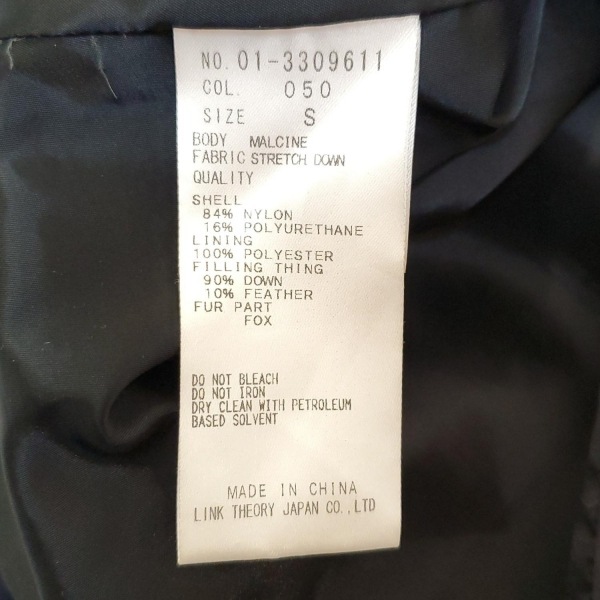 NO. 01-3309611
COL. 050
SIZE S
BODY MALCINE
FABRIC STRETCH DOWN
QUALITY
SHELL
84% NYLON
16% POLYURETHANE
LINING
100% POLYESTER
FILLING THING
90% DOWN
10% FEATHER
FUR PART
FOX
DO NOT BLEACH
DO NOT IRON
DRY CLEAN WITH PETROLEUM
BASED SOLVENT
MADE IN CHINA
LINK THEORY JAPAN CO.,LTD